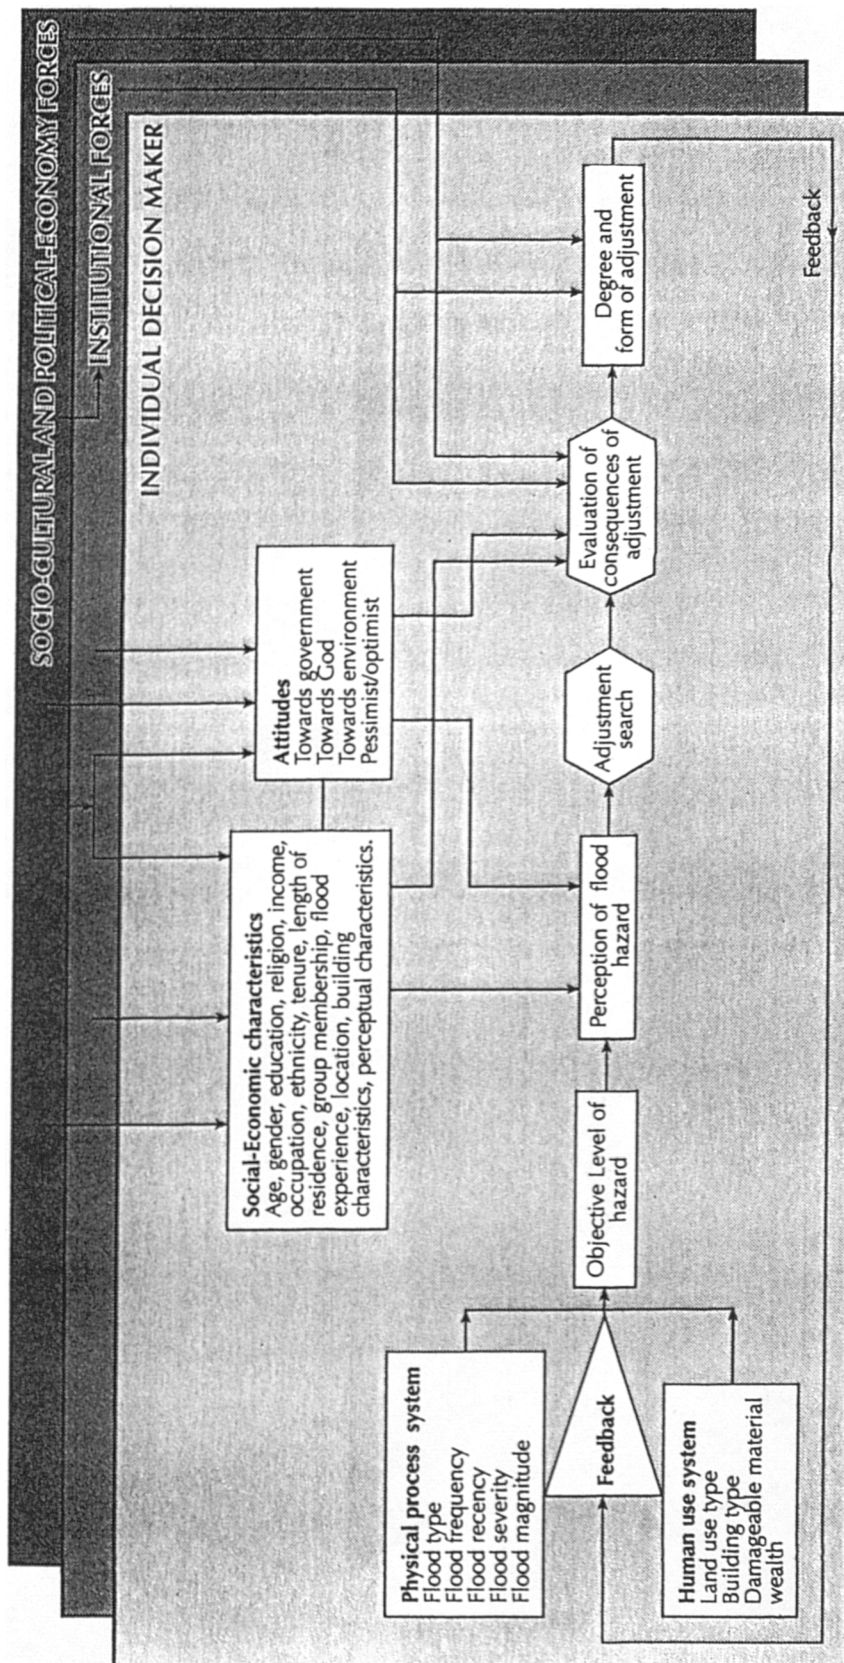 SOCIO-CULTURAL AND POLITICAL-ECONOMY FORCES
INSTITUTIONAL FORCES
INDIVIDUAL DECISION MAKER
Social-Economic characteristics
Age, gender, education, religion, income,
occupation, ethnicity, tenure, length of
residence, group membership, flood
experience, location, building
characteristics, perceptual characteristics.
Attitudes
Towards government
Towards God
Towards environment
Pessimist/optimist
Physical process system
Flood type
Flood frequency
Flood recency
Flood severity
Flood magnitude
Feedback
Human use system
Land use type
Building type
Damageable material
wealth
Objective Level of
hazard
Perception of flood
hazard
Adjustment
search
Evaluation of
consequences of
adjustment
Degree and
form of adjustment
Feedback